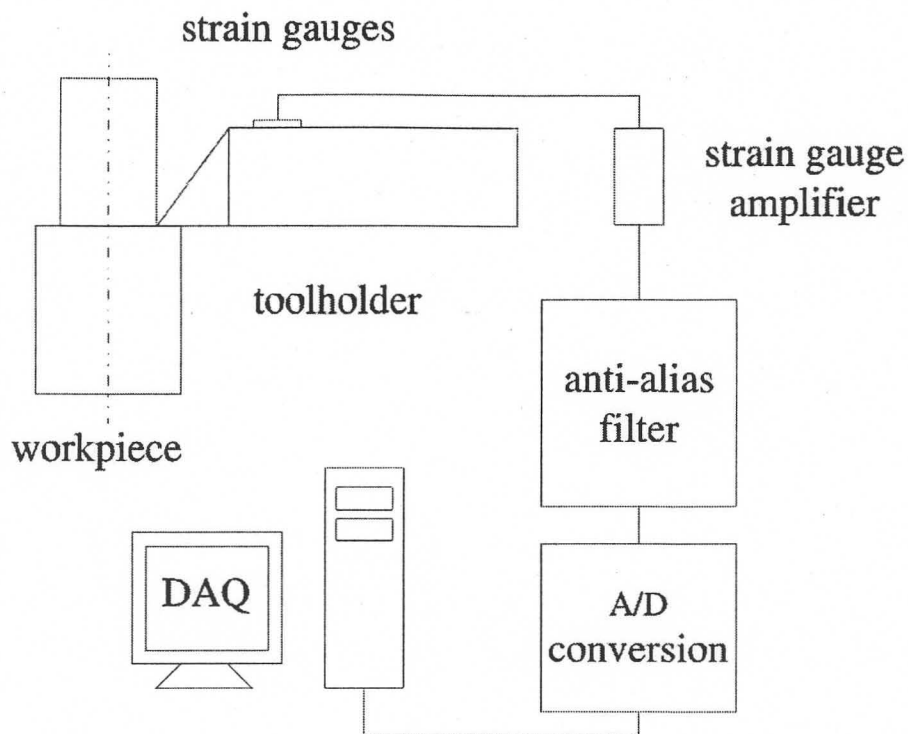 strain gauges
strain gauge
amplifier
toolholder
anti-alias
filter
workpiece
DAQ
A/D
conversion